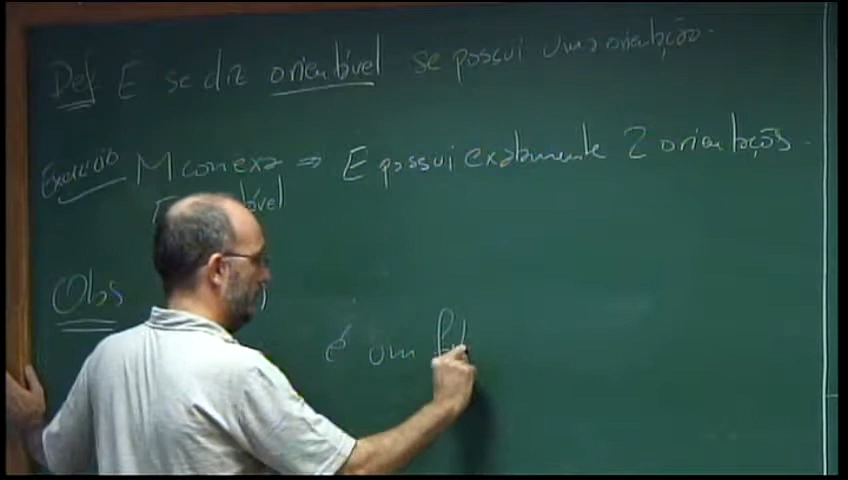 Def E se diz orientável se possui uma orientação.
Exercício M conexa ⇒ E possui exatamente 2 orientações.
Obs
é um